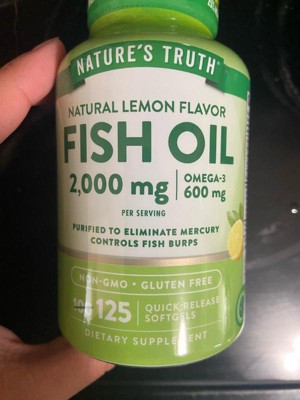 NATURE'S TRUTH
NATURAL LEMON FLAVOR
FISH OIL
2,000 mg
OMEGA-3
600 mg
PER SERVING
PURIFIED TO ELIMINATE MERCURY
CONTROLS FISH BURPS
NON-GMO • GLUTEN FREE
125
QUICK-RELEASE
SOFTGELS
DIETARY SUPPLEMENT